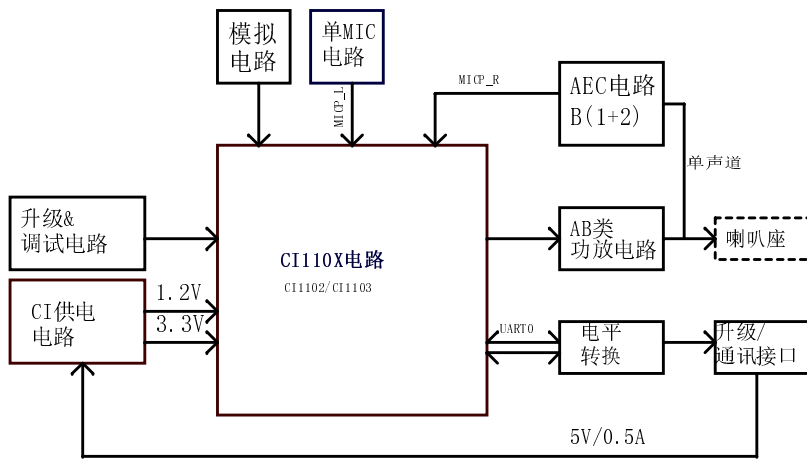 模拟
电路
单MIC
电路
MICP_L
MICP_R
AEC电路
B(1+2)
单声道
升级&
调试电路
AB类
功放电路
喇叭座
CI110X电路
CI1102/CI1103
CI供电
电路
1.2V
3.3V
UART0
电平
转换
升级/
通讯接口
5V/0.5A